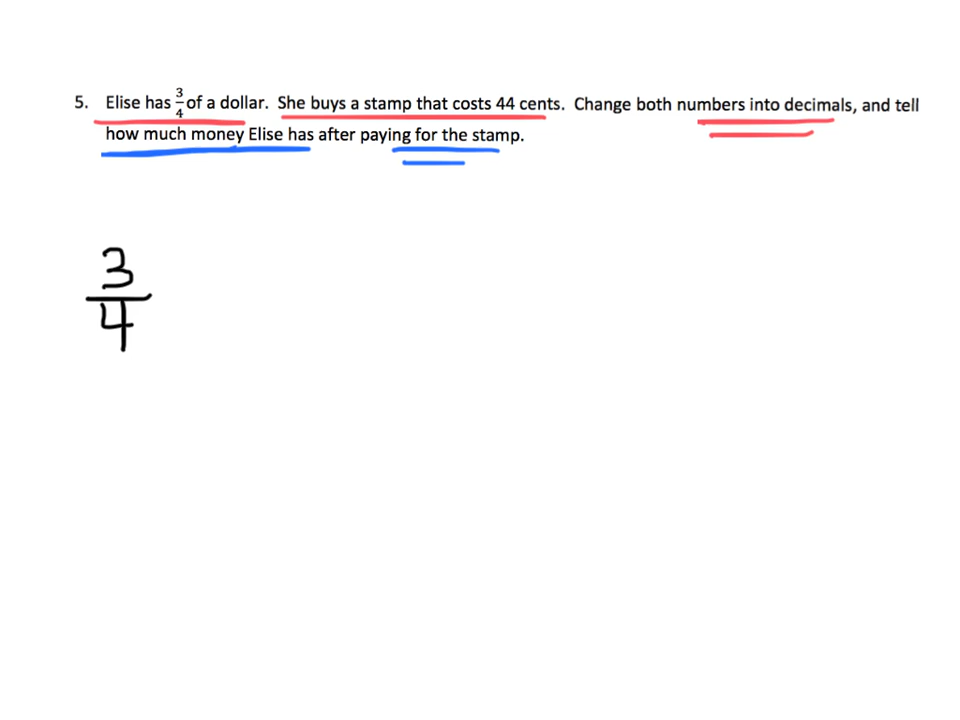 5. Elise has 3/4 of a dollar. She buys a stamp that costs 44 cents. Change both numbers into decimals, and tell
how much money Elise has after paying for the stamp.
3
4